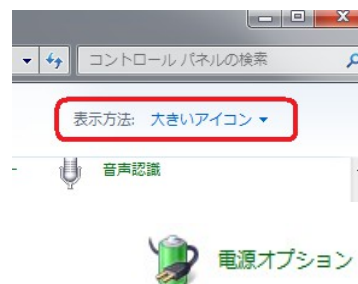 コントロール パネルの検索
表示方法: 大きいアイコン
音声認識
電源オプション